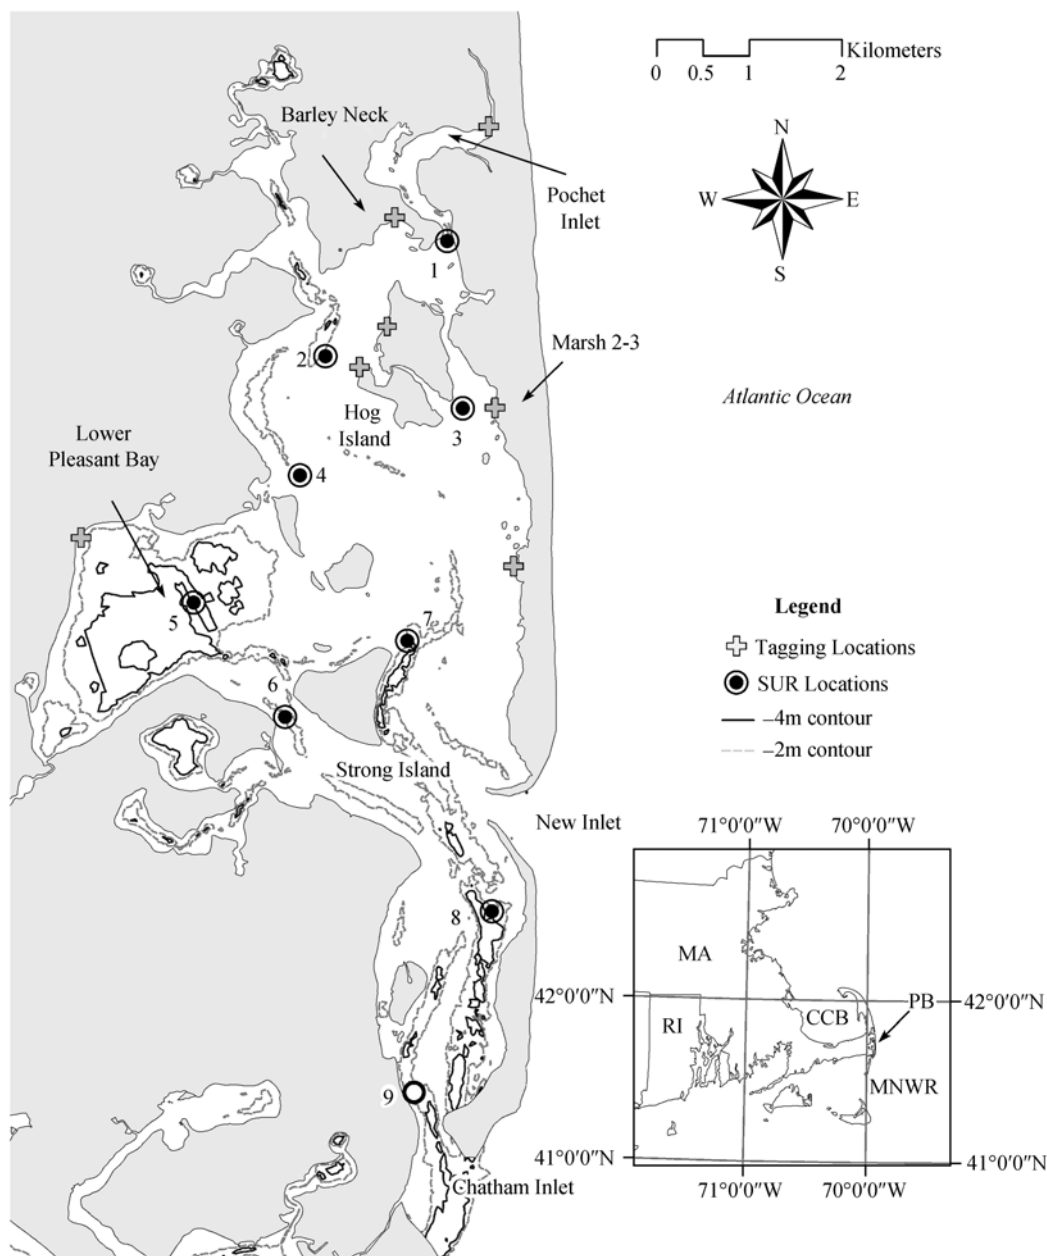 Kilometers
0 0.5 1 2
Barley Neck
N
Pochet
Inlet
W E
S
1
2
Marsh 2-3
Atlantic Ocean
Hog
Island
3
Lower
Pleasant Bay
4
5
7
6
Legend
Tagging Locations
SUR Locations
–4m contour
–2m contour
Strong Island
New Inlet
8
9
Chatham Inlet
71°0′0″W 70°0′0″W
MA
42°0′0″N
PB
42°0′0″N
RI
CCB
MNWR
41°0′0″N
41°0′0″N
71°0′0″W 70°0′0″W